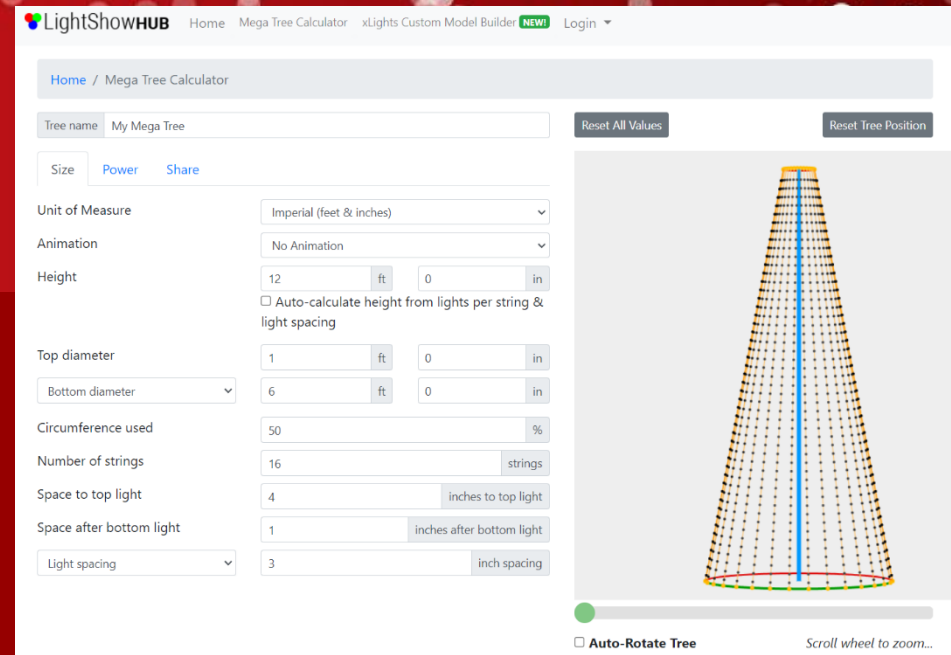 LightShowHUB Home Mega Tree Calculator xLights Custom Model Builder NEW! Login
Home / Mega Tree Calculator
Tree name My Mega Tree
Reset All Values Reset Tree Position
Size Power Share
Unit of Measure Imperial (feet & inches)
Animation No Animation
Height 12 ft 0 in
Auto-calculate height from lights per string &
light spacing
Top diameter 1 ft 0 in
Bottom diameter 6 ft 0 in
Circumference used 50 %
Number of strings 16 strings
Space to top light 4 inches to top light
Space after bottom light 1 inches after bottom light
Light spacing 3 inch spacing
Auto-Rotate Tree Scroll wheel to zoom...